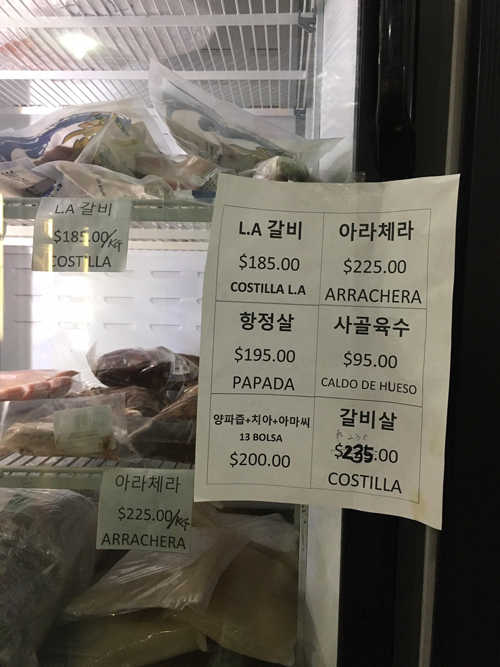 L.A 갈비
$185.00/KG
COSTILLA
L.A 갈비
$185.00
COSTILLA L.A
아라체라
$225.00
ARRACHERA
항정살
$195.00
PAPADA
사골육수
$95.00
CALDO DE HUESO
양파즙+치아+아마씨
13 BOLSA
$200.00
갈비살
$235.00
COSTILLA
아라체라
$225.00/KG
ARRACHERA